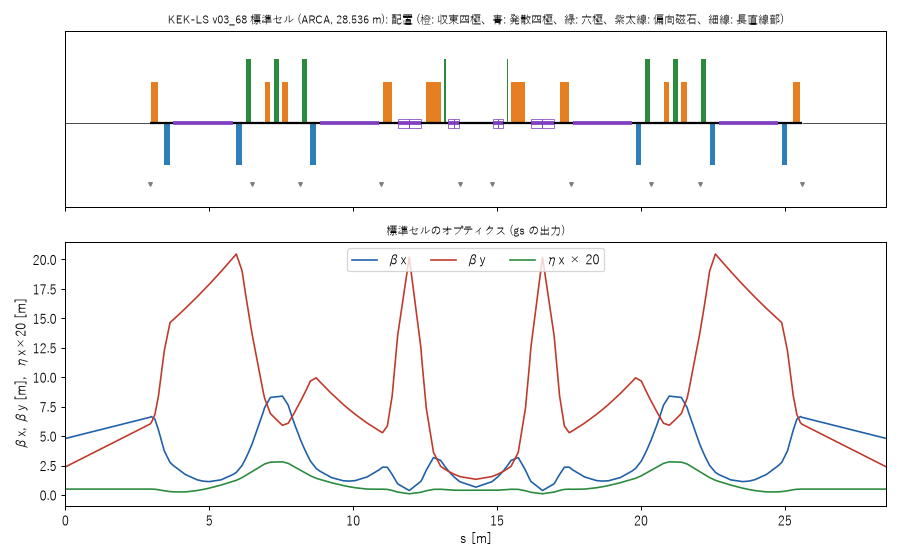 KEK-LS v03_68 標準セル (ARCA, 28.536 m): 配置 (橙: 収束四極、青: 発散四極、緑: 六極、紫太線: 偏向磁石、細線: 長直線部)
標準セルのオプティクス (gs の出力)
βx
βy
ηx × 20
βx, βy [m], ηx×20 [m]
20.0
17.5
15.0
12.5
10.0
7.5
5.0
2.5
0.0
0
5
10
15
20
25
s [m]